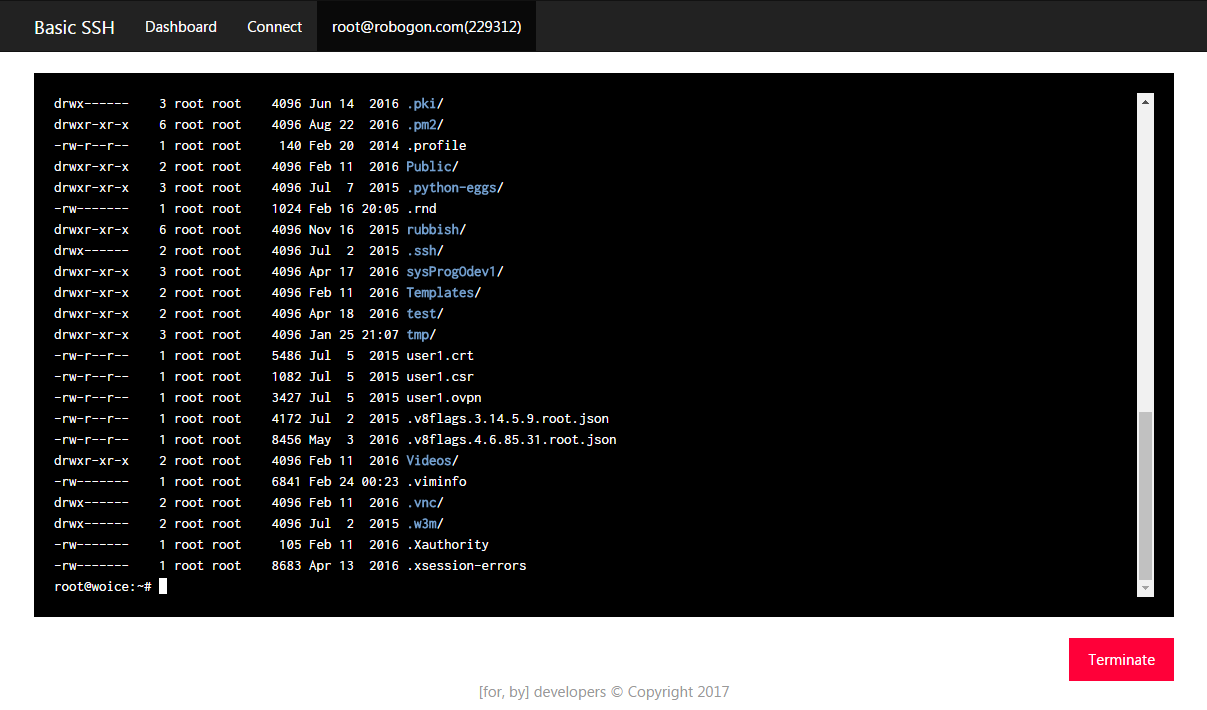 Basic SSH Dashboard Connect root@robogon.com(229312)
drwx------    3 root root    4096 Jun 14  2016 .pki/
drwxr-xr-x    6 root root    4096 Aug 22  2016 .pm2/
-rw-r--r--    1 root root     140 Feb 20  2014 .profile
drwxr-xr-x    2 root root    4096 Feb 11  2016 Public/
drwxr-xr-x    3 root root    4096 Jul  7  2015 .python-eggs/
-rw-------    1 root root    1024 Feb 16 20:05 .rnd
drwxr-xr-x    6 root root    4096 Nov 16  2015 rubbish/
drwx------    2 root root    4096 Jul  2  2015 .ssh/
drwxr-xr-x    3 root root    4096 Apr 17  2016 sysProgOdev1/
drwxr-xr-x    2 root root    4096 Feb 11  2016 Templates/
drwxr-xr-x    2 root root    4096 Apr 18  2016 test/
drwxr-xr-x    3 root root    4096 Jan 25 21:07 tmp/
-rw-r--r--    1 root root    5486 Jul  5  2015 user1.crt
-rw-r--r--    1 root root    1082 Jul  5  2015 user1.csr
-rw-r--r--    1 root root    3427 Jul  5  2015 user1.ovpn
-rw-r--r--    1 root root    4172 Jul  2  2015 .v8flags.3.14.5.9.root.json
-rw-r--r--    1 root root    8456 May  3  2016 .v8flags.4.6.85.31.root.json
drwxr-xr-x    2 root root    4096 Feb 11  2016 Videos/
-rw-------    1 root root    6841 Feb 24 00:23 .viminfo
drwx------    2 root root    4096 Feb 11  2016 .vnc/
drwx------    2 root root    4096 Jul  2  2015 .w3m/
-rw-------    1 root root     105 Feb 11  2016 .Xauthority
-rw-------    1 root root    8683 Apr 13  2016 .xsession-errors
root@woice:~#
Terminate
[for, by] developers © Copyright 2017